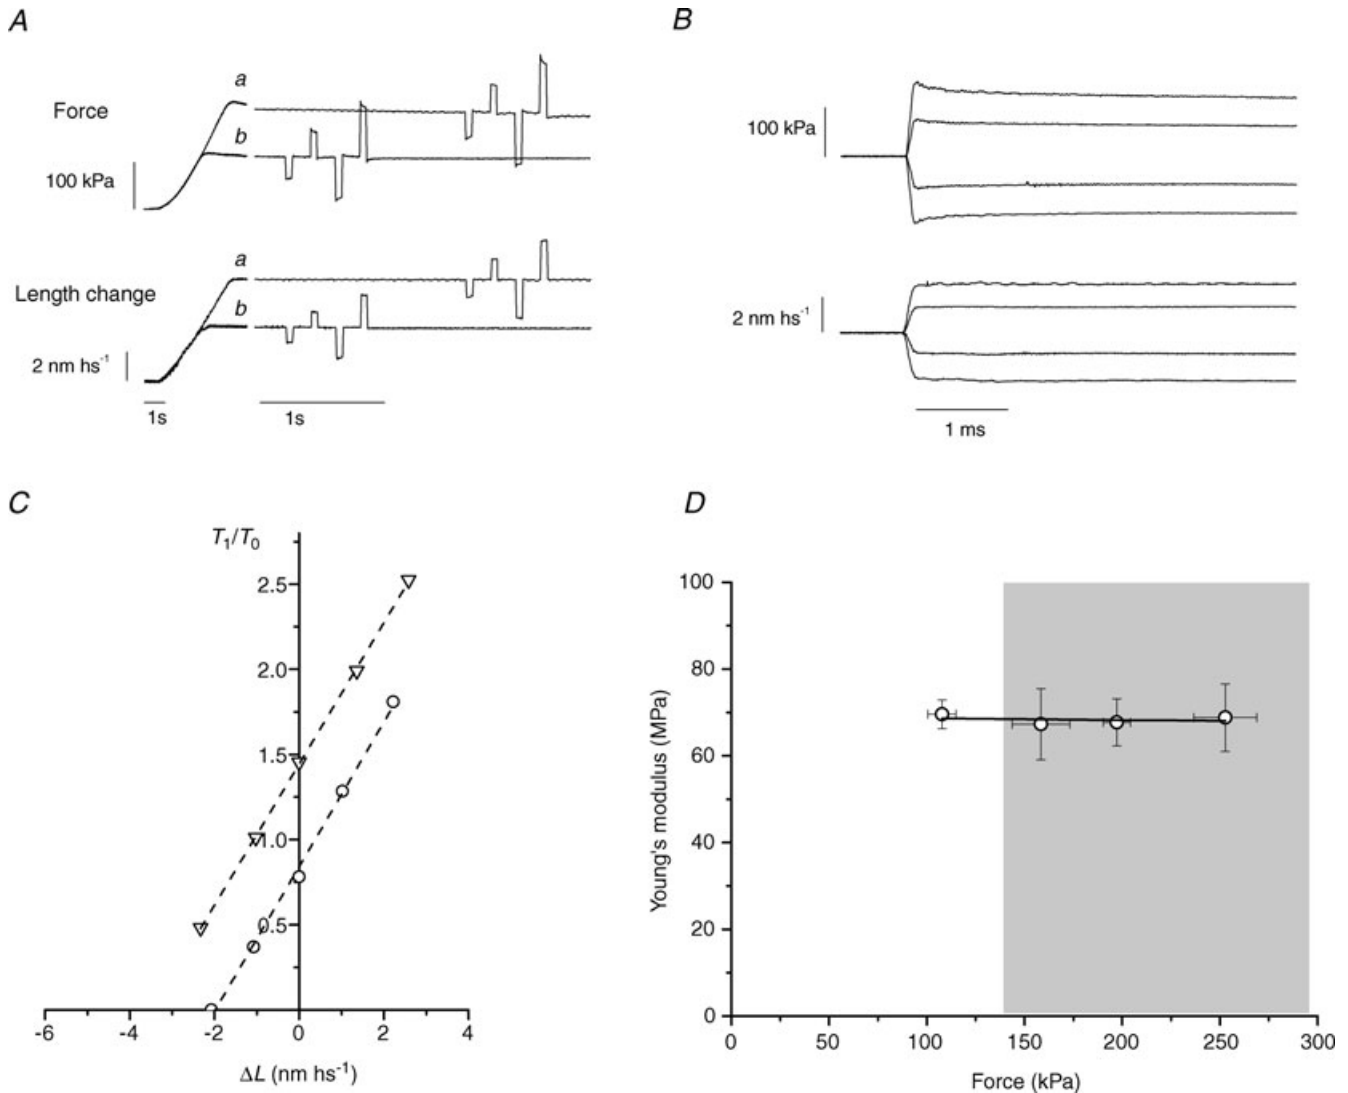 A
a
Force
b
100 kPa
a
Length change
b
2 nm hs⁻¹
1s
1s
B
100 kPa
2 nm hs⁻¹
1 ms
C
T₁/T₀
2.5
2.0
1.5
1.0
0.5
-6 -4 -2 0 2 4
ΔL (nm hs⁻¹)
D
100
80
60
40
20
0
Young's modulus (MPa)
0 50 100 150 200 250 300
Force (kPa)